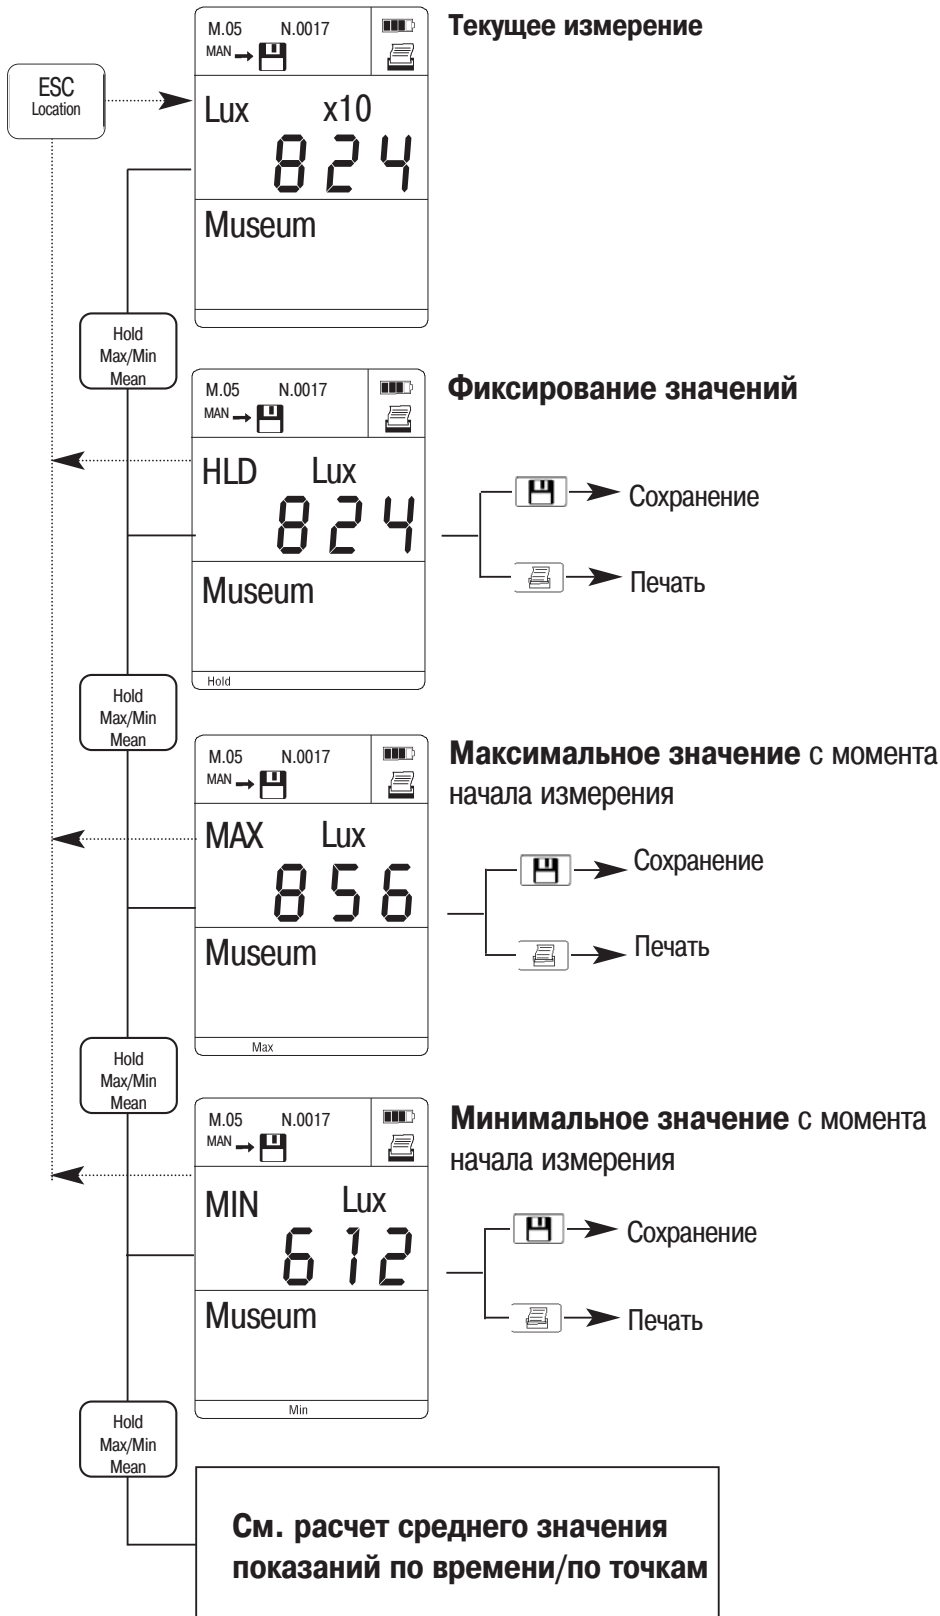 M.05 N.0017
MAN
Текущее измерение
ESC
Location
Lux x10
824
Museum
Hold
Max/Min
Mean
M.05 N.0017
MAN
Фиксирование значений
HLD Lux
824
Сохранение
Museum
Печать
Hold
Hold
Max/Min
Mean
M.05 N.0017
MAN
Максимальное значение с момента
начала измерения
MAX Lux
856
Сохранение
Museum
Печать
Max
Hold
Max/Min
Mean
M.05 N.0017
MAN
Минимальное значение с момента
начала измерения
MIN Lux
612
Сохранение
Museum
Печать
Min
Hold
Max/Min
Mean
См. расчет среднего значения
показаний по времени/по точкам